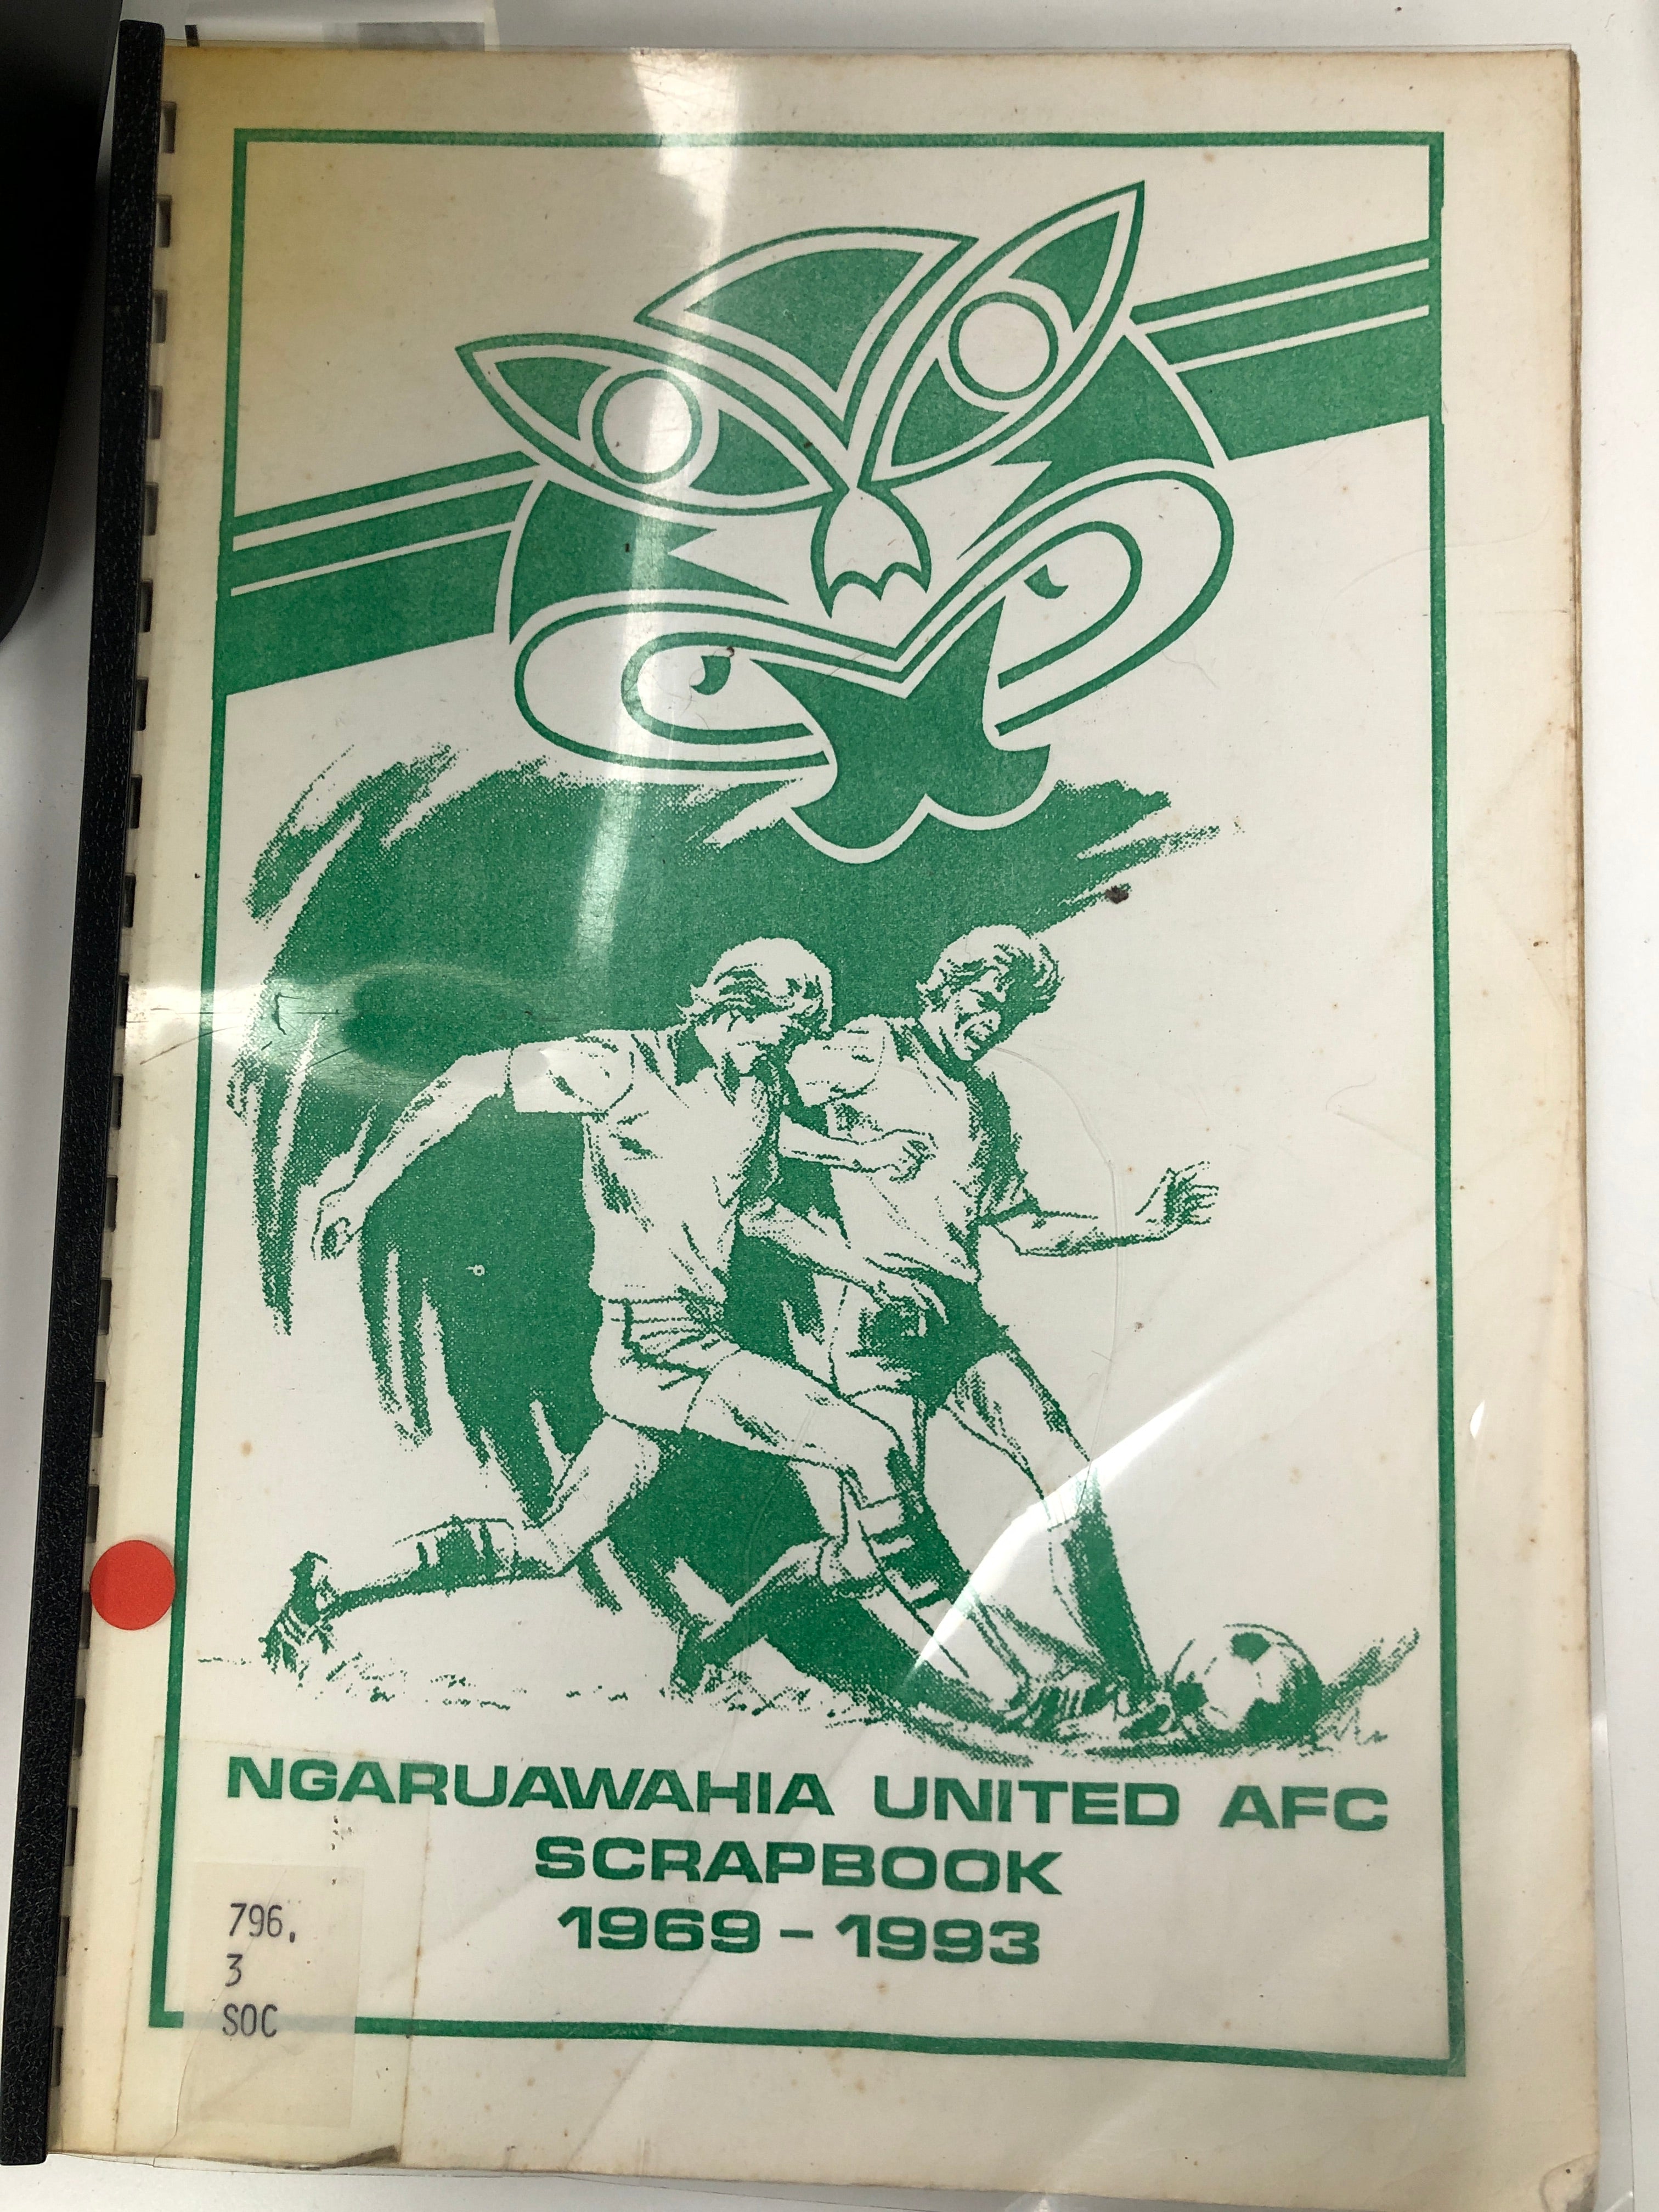 NGARUAWAHIA UNITED AFC
SCRAPBOOK
1969 - 1993
796.
3
SOC